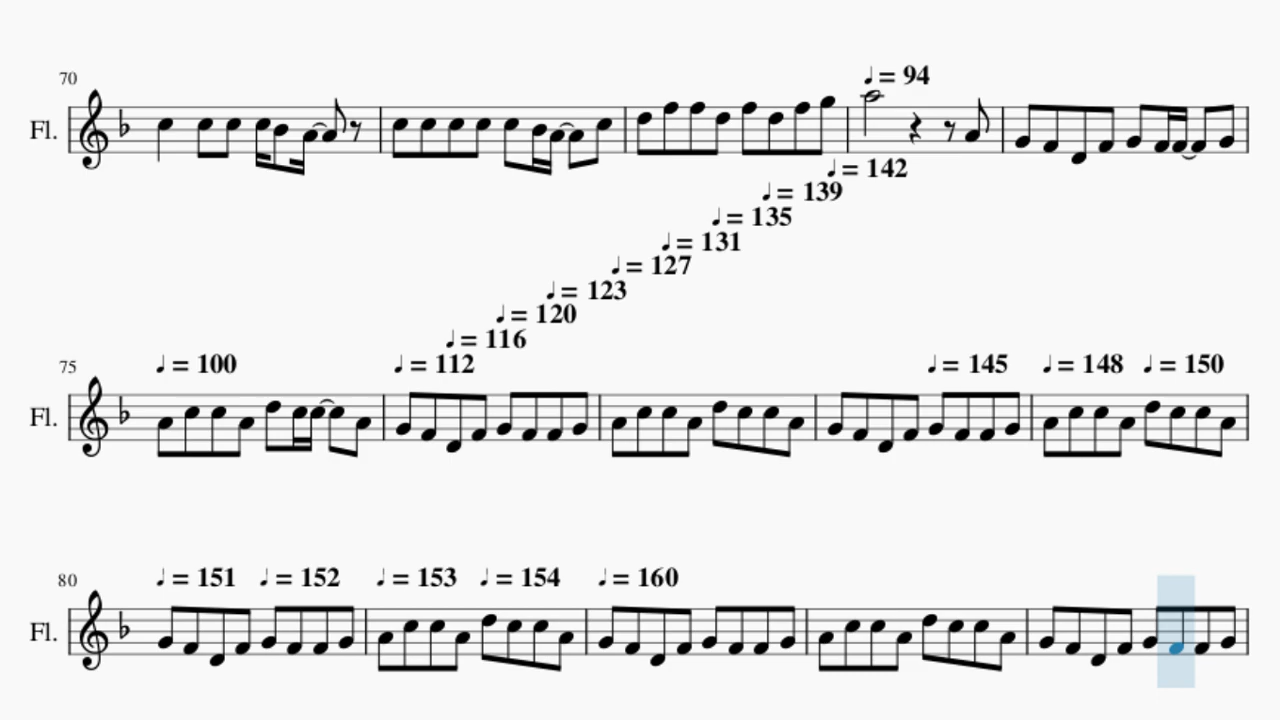 ♩ = 94
70
Fl.
♩ = 142
♩ = 139
♩ = 135
♩ = 131
♩ = 127
♩ = 123
♩ = 120
♩ = 116
75 ♩ = 100 ♩ = 112 ♩ = 145 ♩ = 148 ♩ = 150
Fl.
80 ♩ = 151 ♩ = 152 ♩ = 153 ♩ = 154 ♩ = 160
Fl.